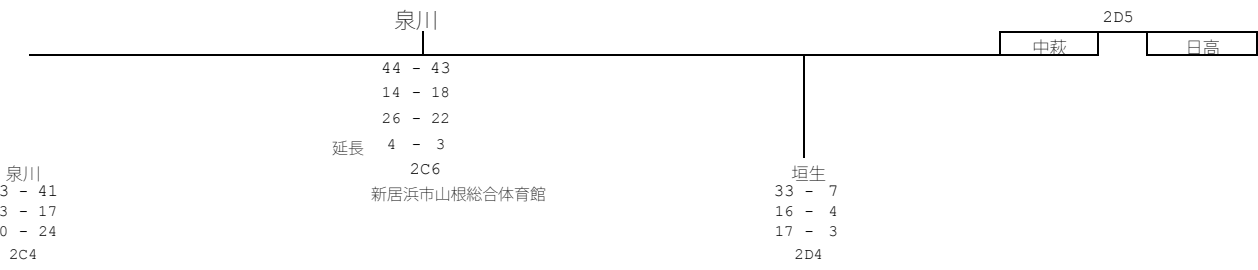 泉川
2D5
中萩 日高
44 - 43
14 - 18
26 - 22
延長 4 - 3
2C6
新居浜市山根総合体育館
泉川
3 - 41
3 - 17
0 - 24
2C4
垣生
33 - 7
16 - 4
17 - 3
2D4